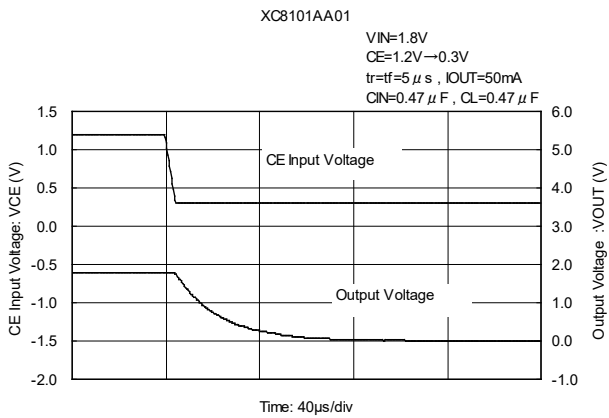 XC8101AA01
VIN=1.8V
CE=1.2V→0.3V
tr=tf=5μs , IOUT=50mA
CIN=0.47μF , CL=0.47μF
CE Input Voltage: VCE (V)
1.5
1.0
0.5
0.0
-0.5
-1.0
-1.5
-2.0
CE Input Voltage
Output Voltage
6.0
5.0
4.0
3.0
2.0
1.0
0.0
-1.0
Output Voltage :VOUT (V)
Time: 40μs/div